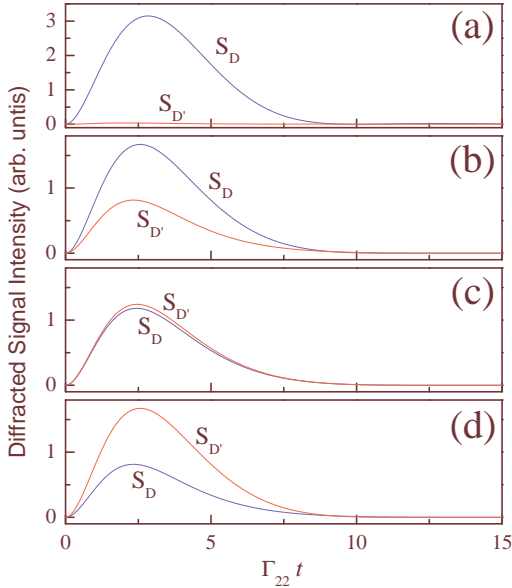 Diffracted Signal Intensity (arb. untis)
3
2
1
0
S_D
S_D'
(a)
1
0
S_D
S_D'
(b)
1
0
S_D'
S_D
(c)
1
0
S_D'
S_D
(d)
0 5 10 15
Γ_22 t